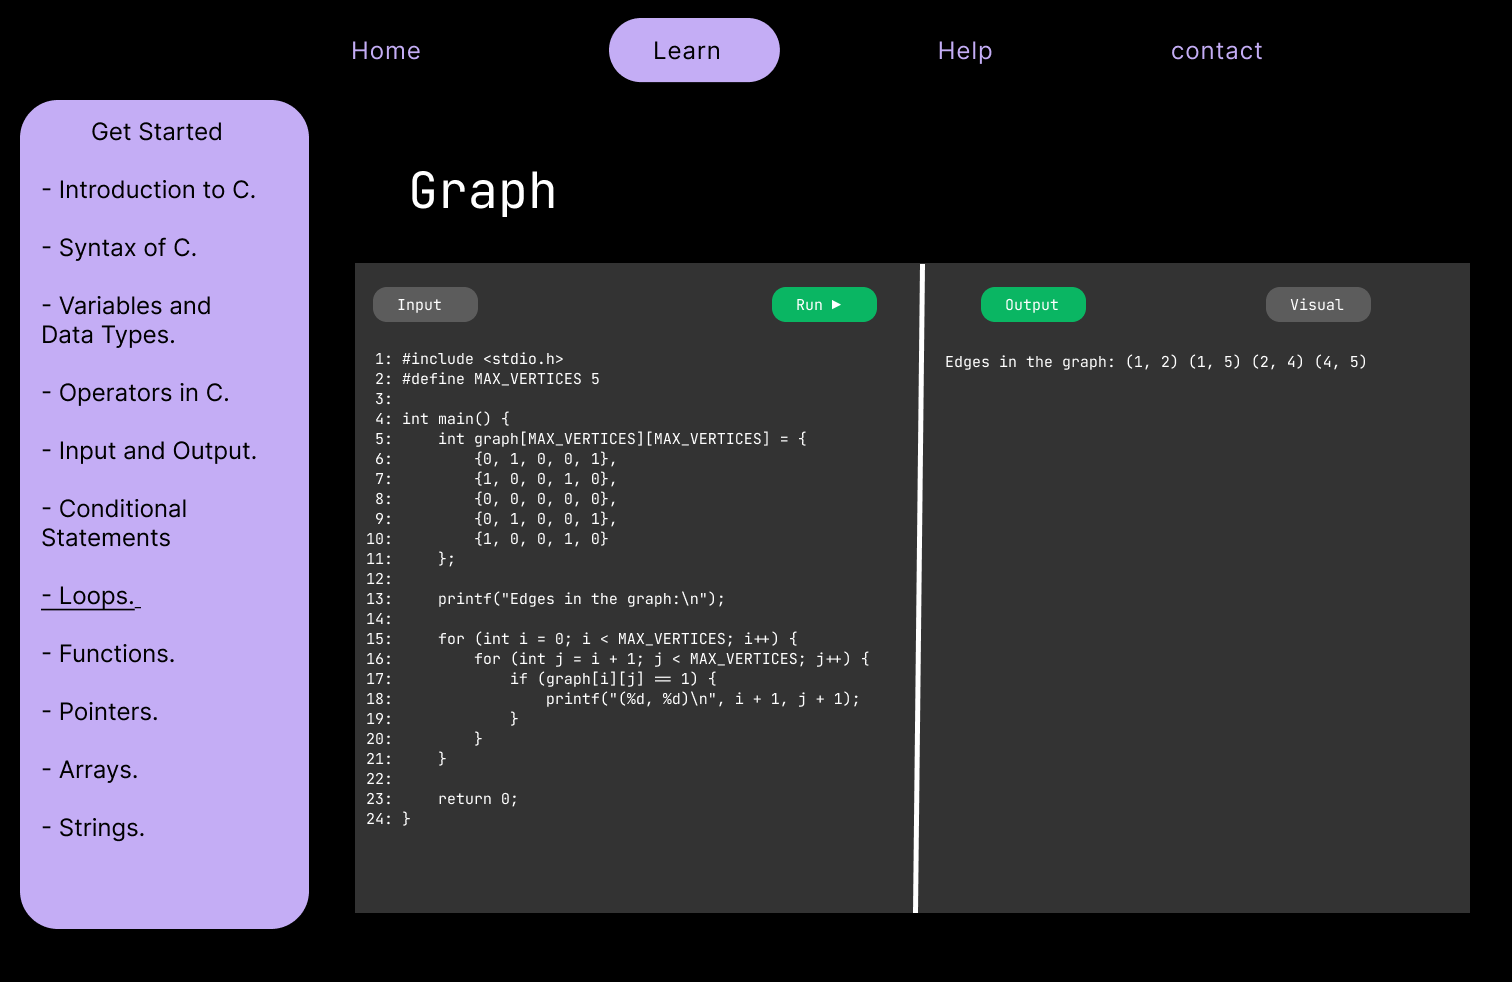 Home Learn Help contact
Get Started
- Introduction to C.
- Syntax of C.
- Variables and
Data Types.
- Operators in C.
- Input and Output.
- Conditional
Statements
- Loops.
- Functions.
- Pointers.
- Arrays.
- Strings.
Graph
Input Run ▶
1: #include <stdio.h>
2: #define MAX_VERTICES 5
3:
4: int main() {
5:     int graph[MAX_VERTICES][MAX_VERTICES] = {
6:         {0, 1, 0, 0, 1},
7:         {1, 0, 0, 1, 0},
8:         {0, 0, 0, 0, 0},
9:         {0, 1, 0, 0, 1},
10:         {1, 0, 0, 1, 0}
11:     };
12:
13:     printf("Edges in the graph:\n");
14:
15:     for (int i = 0; i < MAX_VERTICES; i++) {
16:         for (int j = i + 1; j < MAX_VERTICES; j++) {
17:             if (graph[i][j] == 1) {
18:                 printf("(%d, %d)\n", i + 1, j + 1);
19:             }
20:         }
21:     }
22:
23:     return 0;
24: }
Output Visual
Edges in the graph: (1, 2) (1, 5) (2, 4) (4, 5)